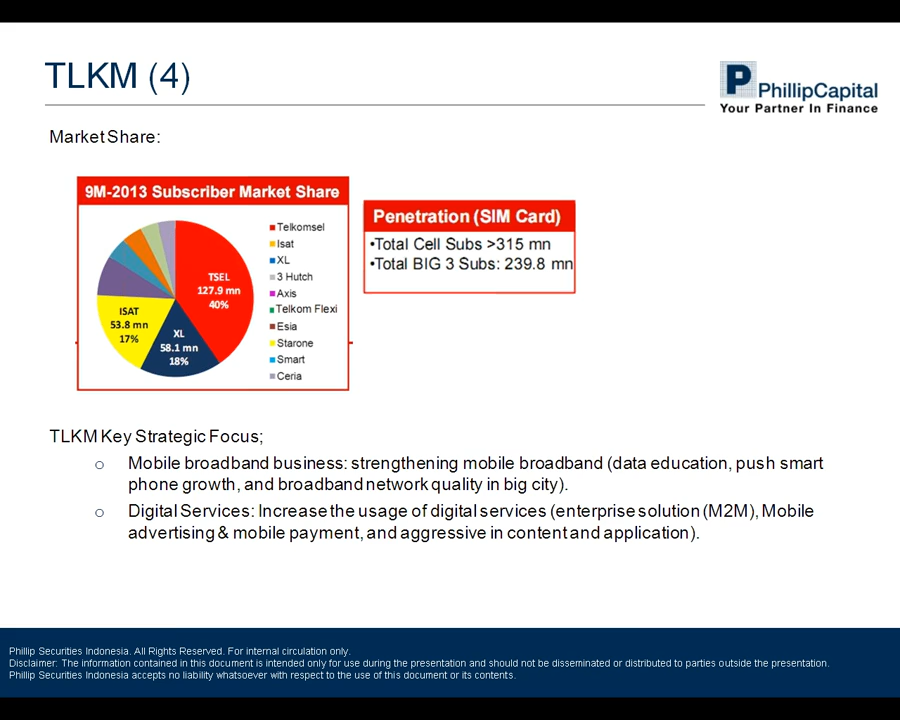 TLKM (4)
P PhillipCapital
Your Partner In Finance
Market Share:
9M-2013 Subscriber Market Share
TSEL
127.9 mn
40%
ISAT
53.8 mn
17%
XL
58.1 mn
18%
Telkomsel
Isat
XL
3 Hutch
Axis
Telkom Flexi
Esia
Starone
Smart
Ceria
Penetration (SIM Card)
•Total Cell Subs >315 mn
•Total BIG 3 Subs: 239.8 mn
TLKM Key Strategic Focus;
o Mobile broadband business: strengthening mobile broadband (data education, push smart
phone growth, and broadband network quality in big city).
o Digital Services: Increase the usage of digital services (enterprise solution (M2M), Mobile
advertising & mobile payment, and aggressive in content and application).
Phillip Securities Indonesia. All Rights Reserved. For internal circulation only.
Disclaimer: The information contained in this document is intended only for use during the presentation and should not be disseminated or distributed to parties outside the presentation.
Phillip Securities Indonesia accepts no liability whatsoever with respect to the use of this document or its contents.